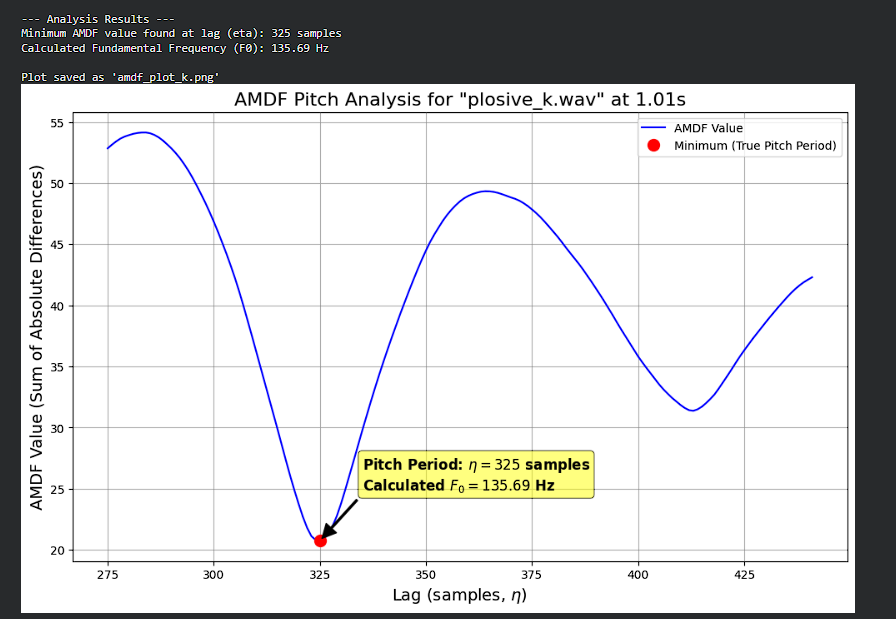 --- Analysis Results ---
Minimum AMDF value found at lag (eta): 325 samples
Calculated Fundamental Frequency (F0): 135.69 Hz
Plot saved as 'amdf_plot_k.png'
AMDF Pitch Analysis for "plosive_k.wav" at 1.01s
AMDF Value
Minimum (True Pitch Period)
AMDF Value (Sum of Absolute Differences)
55
50
45
40
35
30
25
20
Pitch Period: η = 325 samples
Calculated F₀ = 135.69 Hz
275 300 325 350 375 400 425
Lag (samples, η)